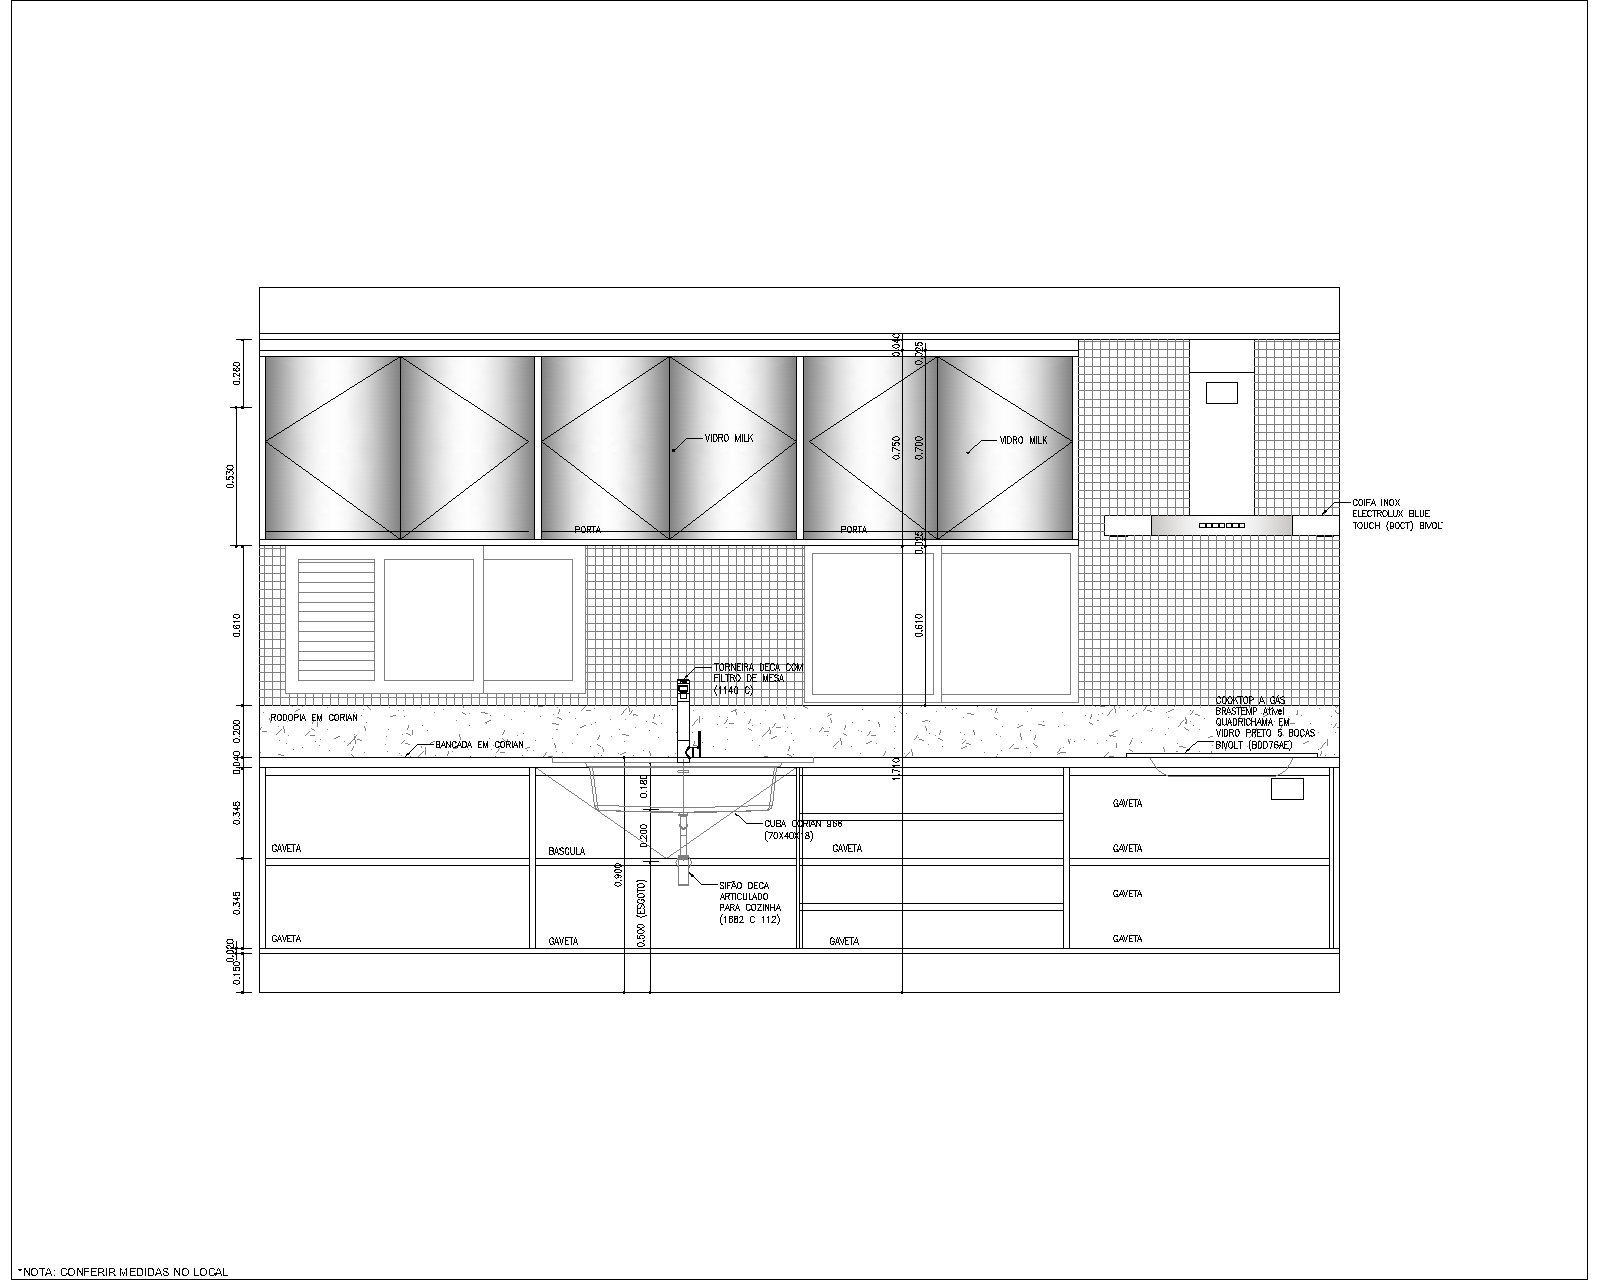 0.040
0.025
0.280
0.530
0.750
0.700
VIDRO MILK
VIDRO MILK
PORTA
PORTA
COIFA INOX
ELECTROLUX BLUE
TOUCH (90CT) BIVOLT
0.025
0.610
0.610
TORNEIRA DECA COM
FILTRO DE MESA
(1140 C)
COOKTOP A GÁS
BRASTEMP Ative!
QUADRICHAMA EM
VIDRO PRETO 5 BOCAS
BIVOLT (BDD76AE)
RODOPIA EM CORIAN
BANCADA EM CORIAN
0.200
0.040
1.710
0.180
0.345
GAVETA
CUBA CORIAN 966
(70X40X18)
0.200
GAVETA
BASCULA
GAVETA
GAVETA
0.900
SIFÃO DECA
ARTICULADO
PARA COZINHA
(1682 C 112)
0.345
0.500 (ESGOTO)
GAVETA
GAVETA
GAVETA
GAVETA
GAVETA
0.020
0.150
*NOTA: CONFERIR MEDIDAS NO LOCAL